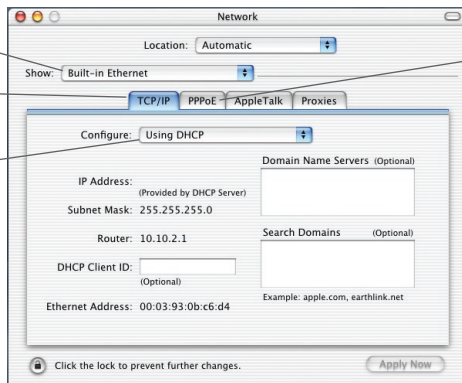 Network
Location: Automatic
Show: Built-in Ethernet
TCP/IP PPPoE AppleTalk Proxies
Configure: Using DHCP
Domain Name Servers (Optional)
IP Address:
(Provided by DHCP Server)
Subnet Mask: 255.255.255.0
Router: 10.10.2.1
Search Domains (Optional)
DHCP Client ID:
(Optional)
Example: apple.com, earthlink.net
Ethernet Address: 00:03:93:0b:c6:d4
Click the lock to prevent further changes.
Apply Now